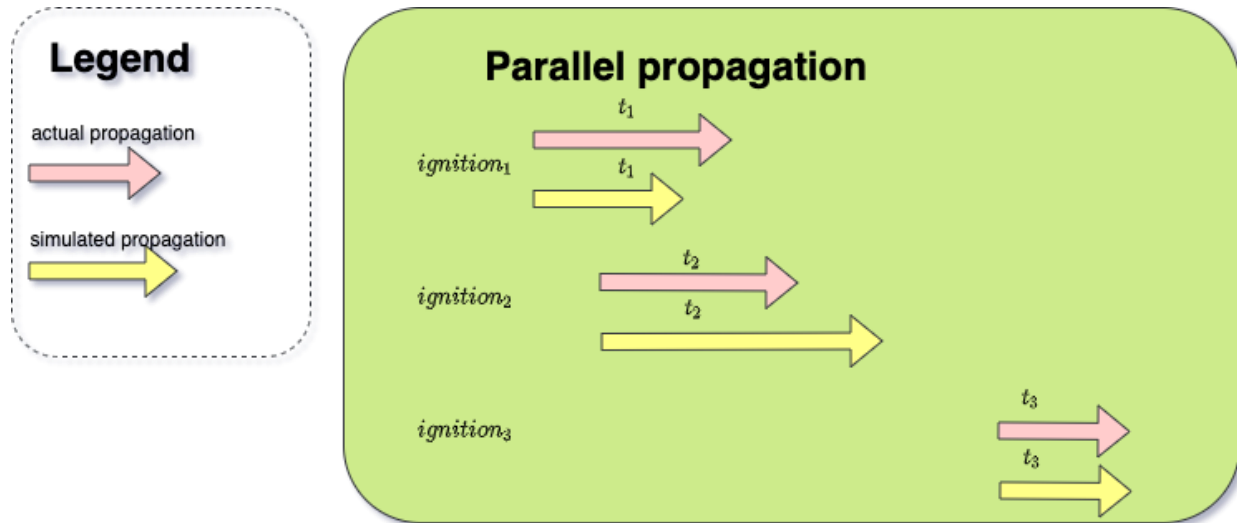 Legend
actual propagation
simulated propagation
Parallel propagation
t₁
ignition₁
t₁
t₂
ignition₂
t₂
t₃
ignition₃
t₃